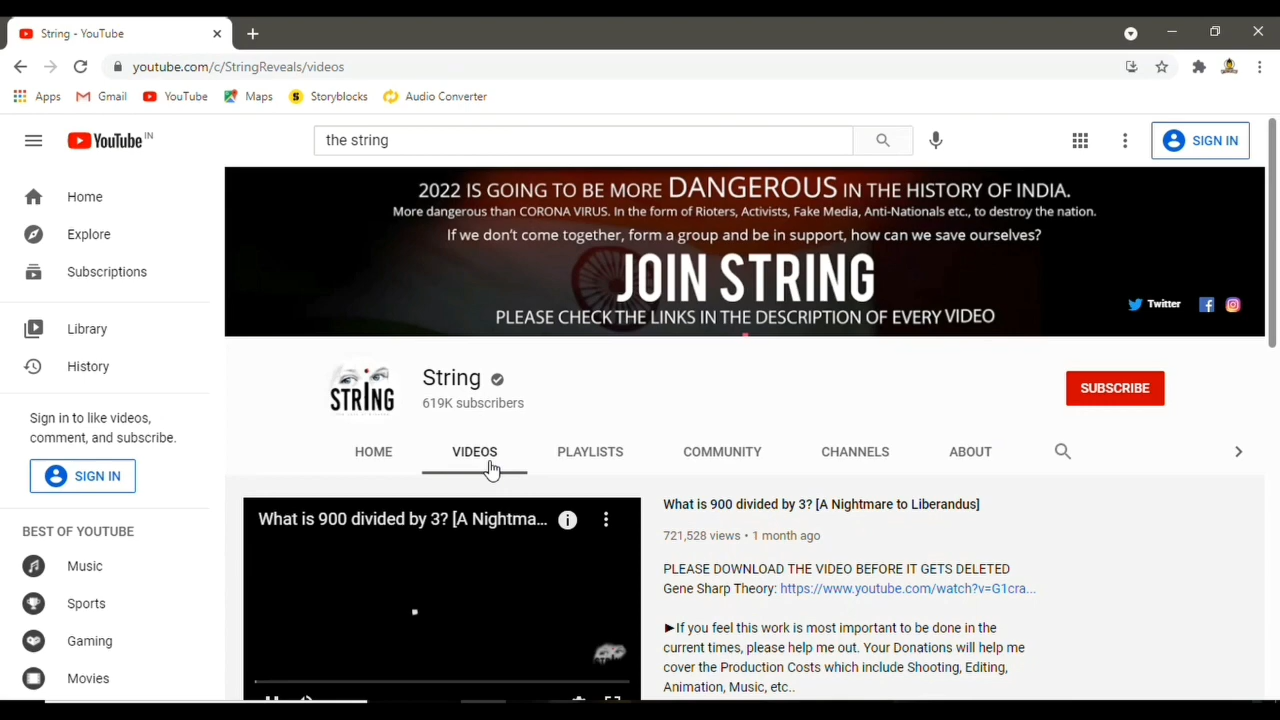 String - YouTube
youtube.com/c/StringReveals/videos
Apps Gmail YouTube Maps Storyblocks Audio Converter
YouTube IN
the string
SIGN IN
Home
Explore
Subscriptions
Library
History
Sign in to like videos,
comment, and subscribe.
SIGN IN
BEST OF YOUTUBE
Music
Sports
Gaming
Movies
2022 IS GOING TO BE MORE DANGEROUS IN THE HISTORY OF INDIA.
More dangerous than CORONA VIRUS. In the form of Rioters, Activists, Fake Media, Anti-Nationals etc., to destroy the nation.
If we don't come together, form a group and be in support, how can we save ourselves?
JOIN STRING
PLEASE CHECK THE LINKS IN THE DESCRIPTION OF EVERY VIDEO
Twitter
STRING
String
619K subscribers
SUBSCRIBE
HOME VIDEOS PLAYLISTS COMMUNITY CHANNELS ABOUT
What is 900 divided by 3? [A Nightma...
What is 900 divided by 3? [A Nightmare to Liberandus]
721,528 views • 1 month ago
PLEASE DOWNLOAD THE VIDEO BEFORE IT GETS DELETED
Gene Sharp Theory: https://www.youtube.com/watch?v=G1cra...
►If you feel this work is most important to be done in the
current times, please help me out. Your Donations will help me
cover the Production Costs which include Shooting, Editing,
Animation, Music, etc..